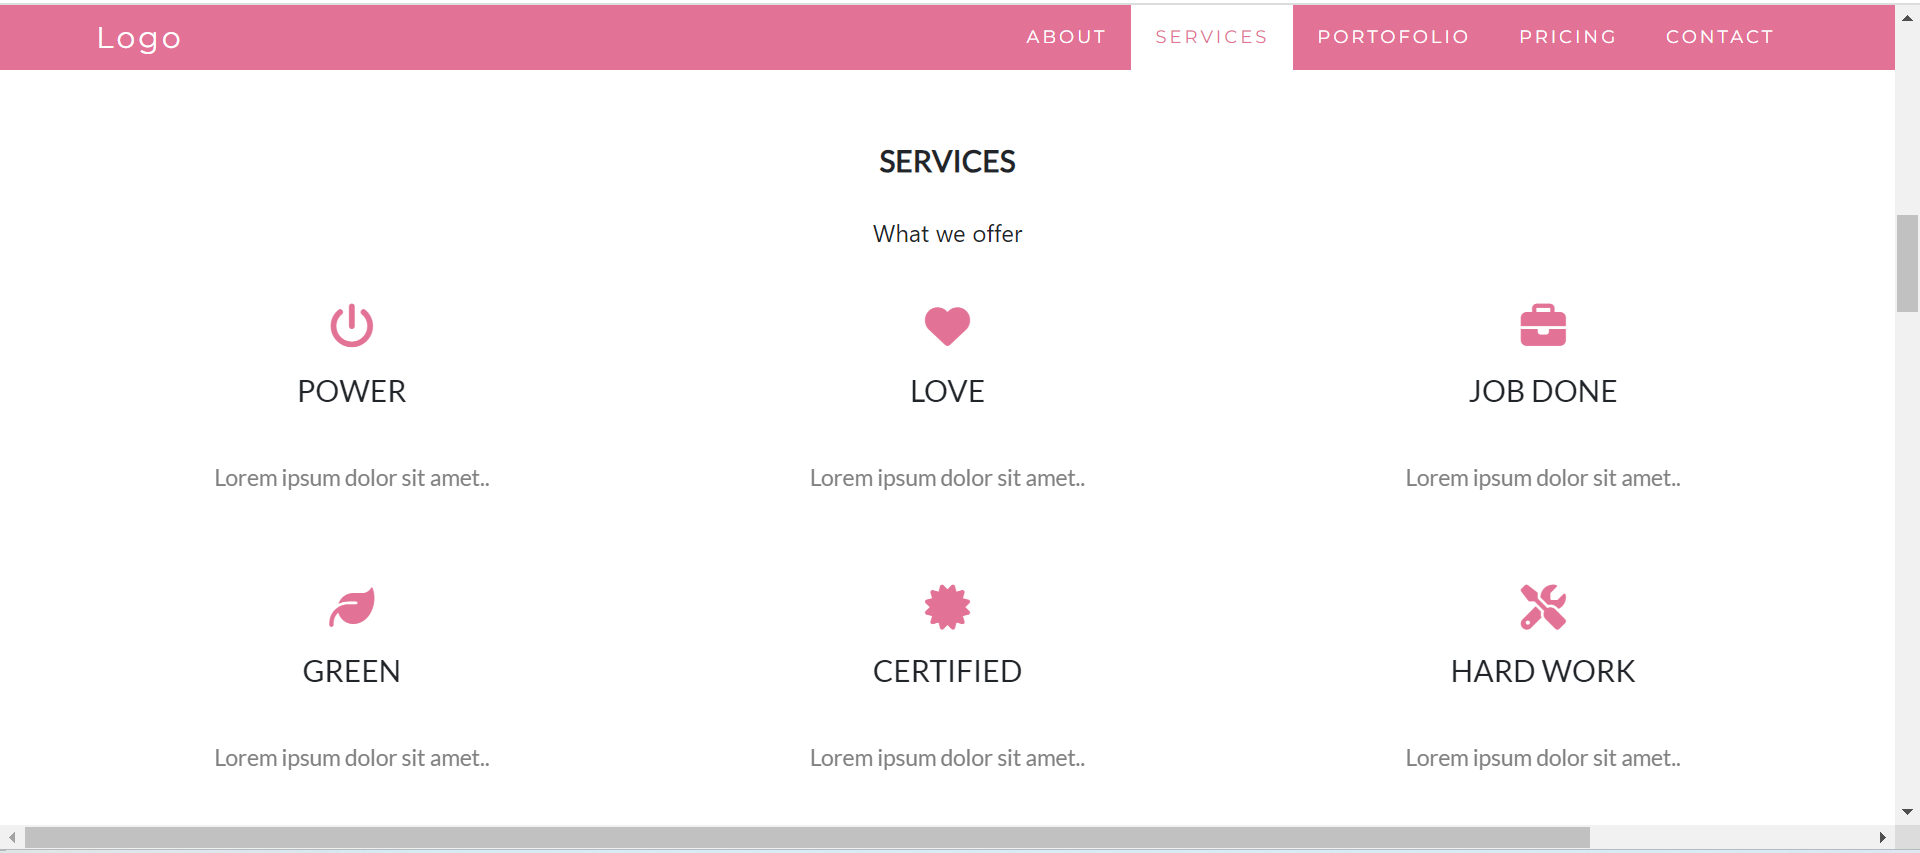 Logo
ABOUT SERVICES PORTOFOLIO PRICING CONTACT
SERVICES
What we offer
POWER LOVE JOB DONE
Lorem ipsum dolor sit amet.. Lorem ipsum dolor sit amet.. Lorem ipsum dolor sit amet..
GREEN CERTIFIED HARD WORK
Lorem ipsum dolor sit amet.. Lorem ipsum dolor sit amet.. Lorem ipsum dolor sit amet..